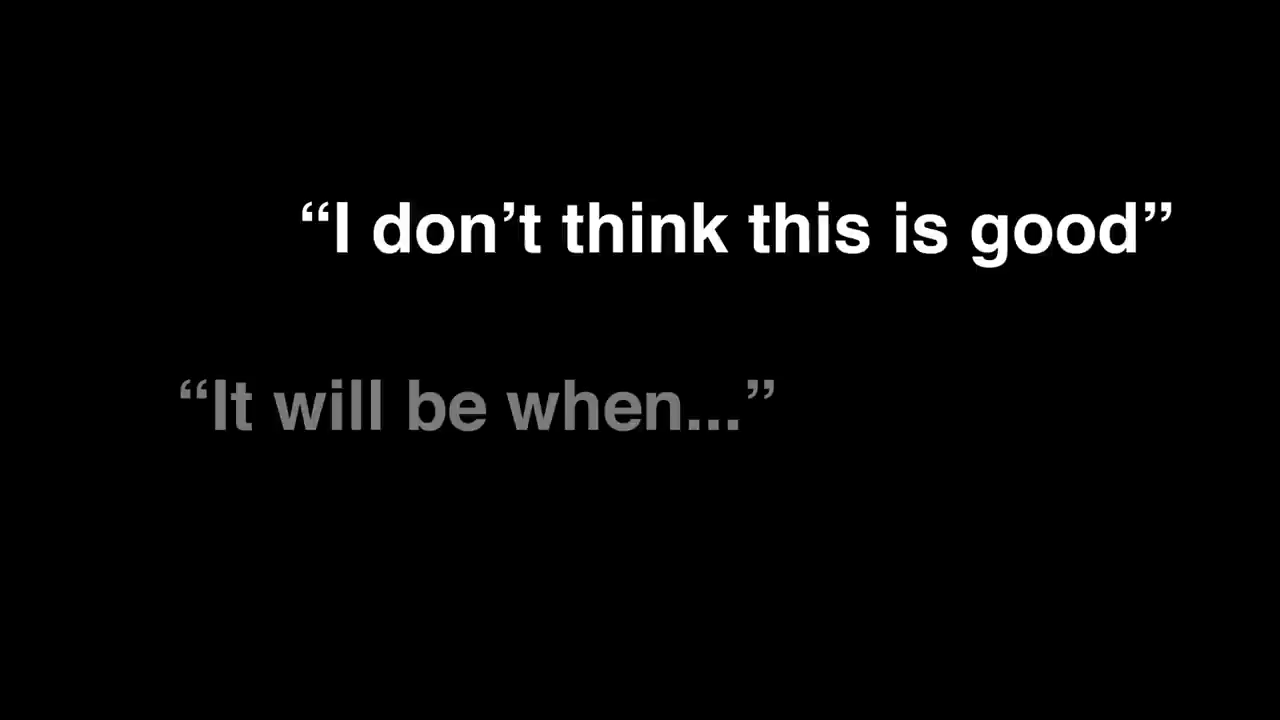 “I don’t think this is good”
“It will be when...”